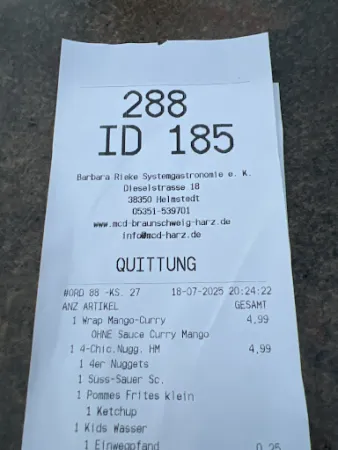 288
ID 185
Barbara Rieke Systemgastronomie e. K.
Dieselstrasse 18
38350 Helmstedt
05351-539701
www.mcd-braunschweig-harz.de
info@mcd-harz.de
QUITTUNG
#ORD 88 -KS. 27 18-07-2025 20:24:22
ANZ ARTIKEL GESAMT
1 Wrap Mango-Curry 4,99
OHNE Sauce Curry Mango
1 4-Chic.Nugg. HM 4,99
1 4er Nuggets
1 Süss-Sauer Sc.
1 Pommes Frites klein
1 Ketchup
1 Kids Wasser
1 Einwegpfand 0,25